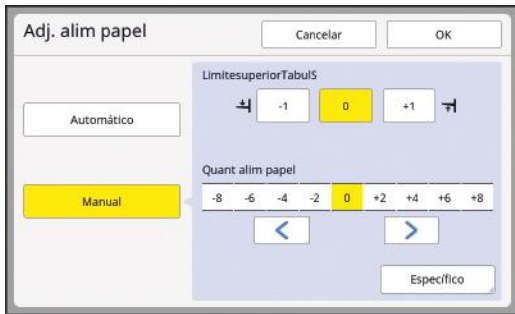 Adj. alim papel
Cancelar
OK
LimitesuperiorTabulS
-1
0
+1
Automático
Quant alim papel
Manual
-8 -6 -4 -2 0 +2 +4 +6 +8
< >
Específico